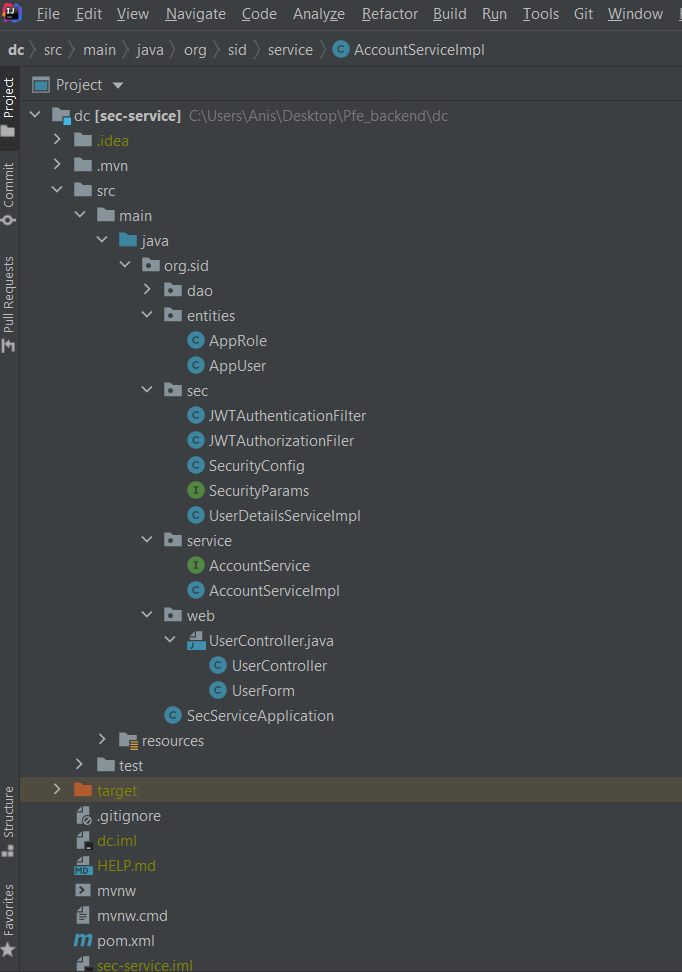 File Edit View Navigate Code Analyze Refactor Build Run Tools Git Window
dc src main java org sid service AccountServiceImpl
Project
Project
dc [sec-service] C:\Users\Anis\Desktop\Pfe_backend\dc
.idea
.mvn
Commit
src
main
java
Pull Requests
org.sid
dao
entities
AppRole
AppUser
sec
JWTAuthenticationFilter
JWTAuthorizationFiler
SecurityConfig
SecurityParams
UserDetailsServiceImpl
service
AccountService
AccountServiceImpl
web
UserController.java
UserController
UserForm
SecServiceApplication
resources
test
Structure
target
.gitignore
dc.iml
HELP.md
Favorites
mvnw
mvnw.cmd
pom.xml
sec-service.iml